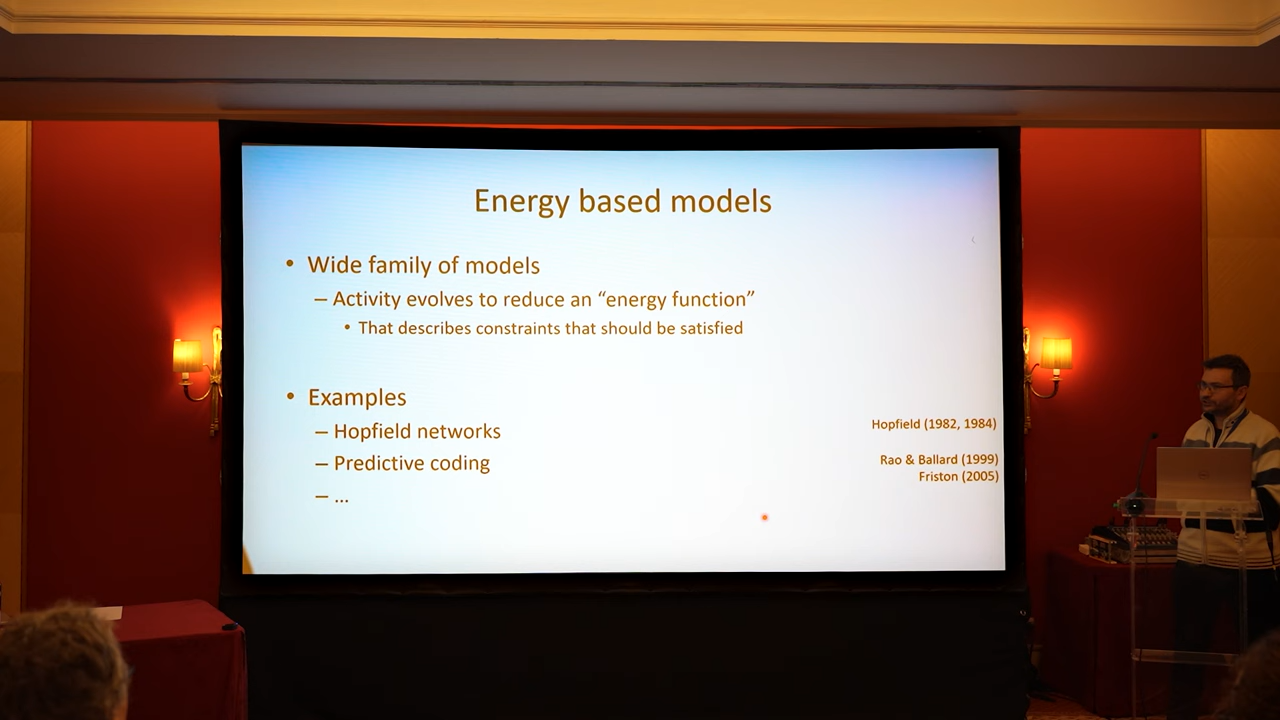 Energy based models
• Wide family of models
– Activity evolves to reduce an “energy function”
• That describes constraints that should be satisfied
• Examples
– Hopfield networks
Hopfield (1982, 1984)
– Predictive coding
Rao & Ballard (1999)
Friston (2005)
– ...